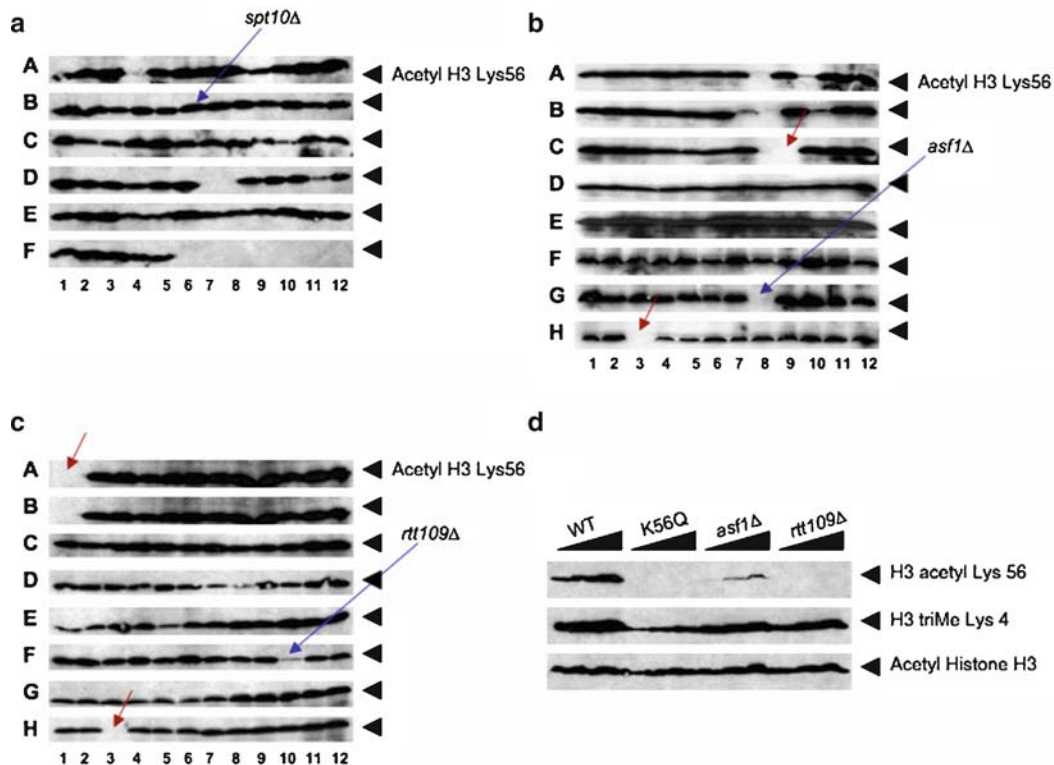 a
spt10Δ
A
Acetyl H3 Lys56
B
C
D
E
F
1 2 3 4 5 6 7 8 9 10 11 12
b
A
Acetyl H3 Lys56
B
asf1Δ
C
D
E
F
G
H
1 2 3 4 5 6 7 8 9 10 11 12
c
A
Acetyl H3 Lys56
B
rtt109Δ
C
D
E
F
G
H
1 2 3 4 5 6 7 8 9 10 11 12
d
WT K56Q asf1Δ rtt109Δ
H3 acetyl Lys 56
H3 triMe Lys 4
Acetyl Histone H3